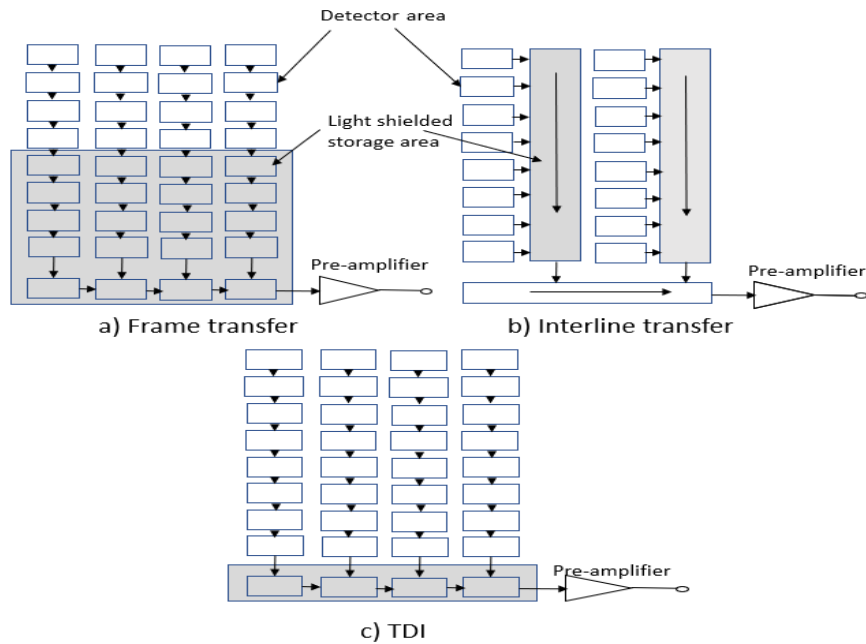 Detector area
Light shielded
storage area
Pre-amplifier
Pre-amplifier
a) Frame transfer
b) Interline transfer
Pre-amplifier
c) TDI